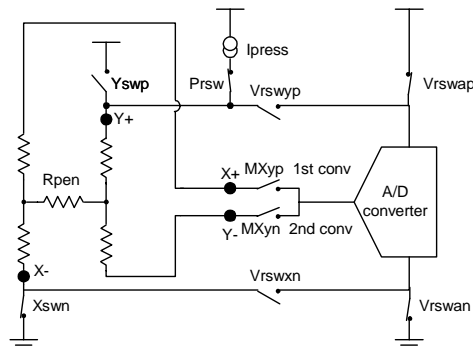 Ipress
Yswp
Prsw
Vrswyp
Vrswap
Y+
Rpen
X+
MXyp
1st conv
A/D
converter
Y-
MXyn
2nd conv
X-
Xswn
Vrswxn
Vrswan